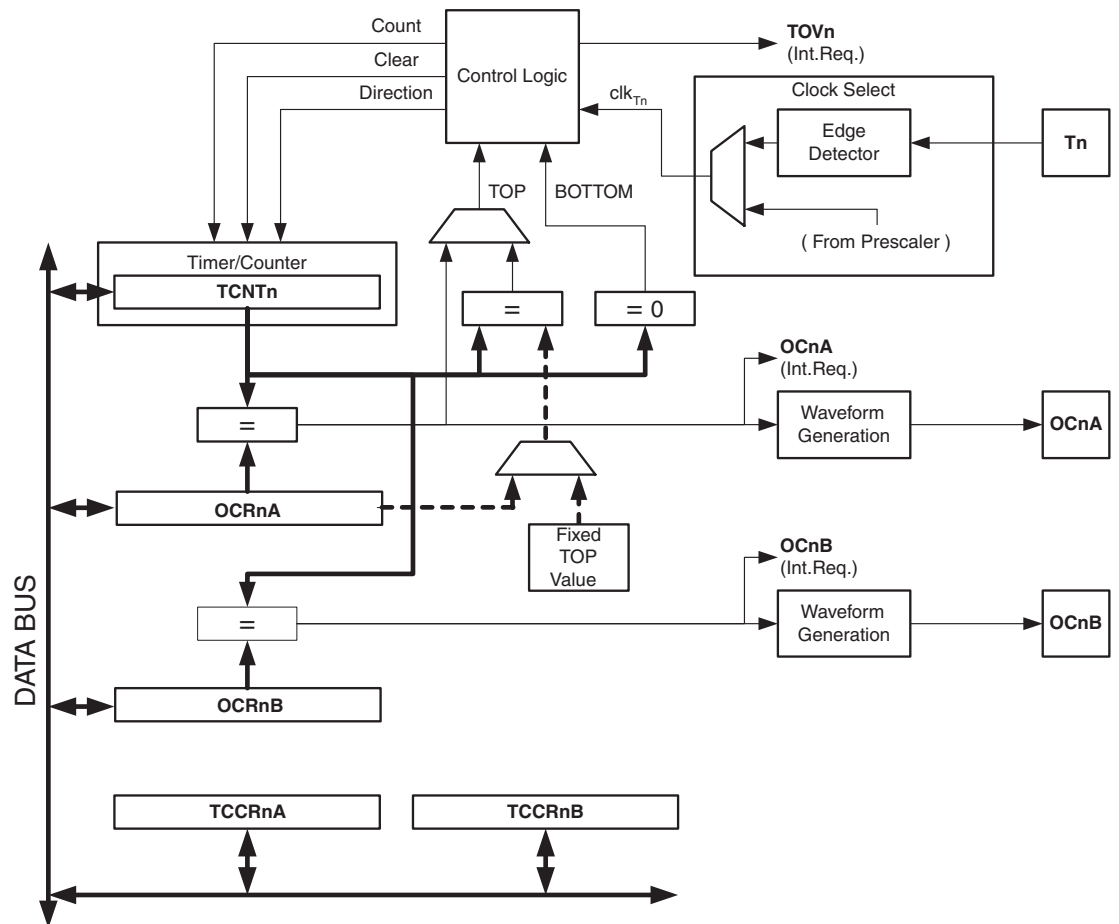 Count
Clear
Direction
Control Logic
TOVn
(Int.Req.)
clkTn
Clock Select
Edge
Detector
Tn
( From Prescaler )
TOP
BOTTOM
Timer/Counter
TCNTn
=
= 0
OCnA
(Int.Req.)
=
Waveform
Generation
OCnA
OCRnA
Fixed
TOP
Value
OCnB
(Int.Req.)
=
Waveform
Generation
OCnB
OCRnB
DATA BUS
TCCRnA
TCCRnB